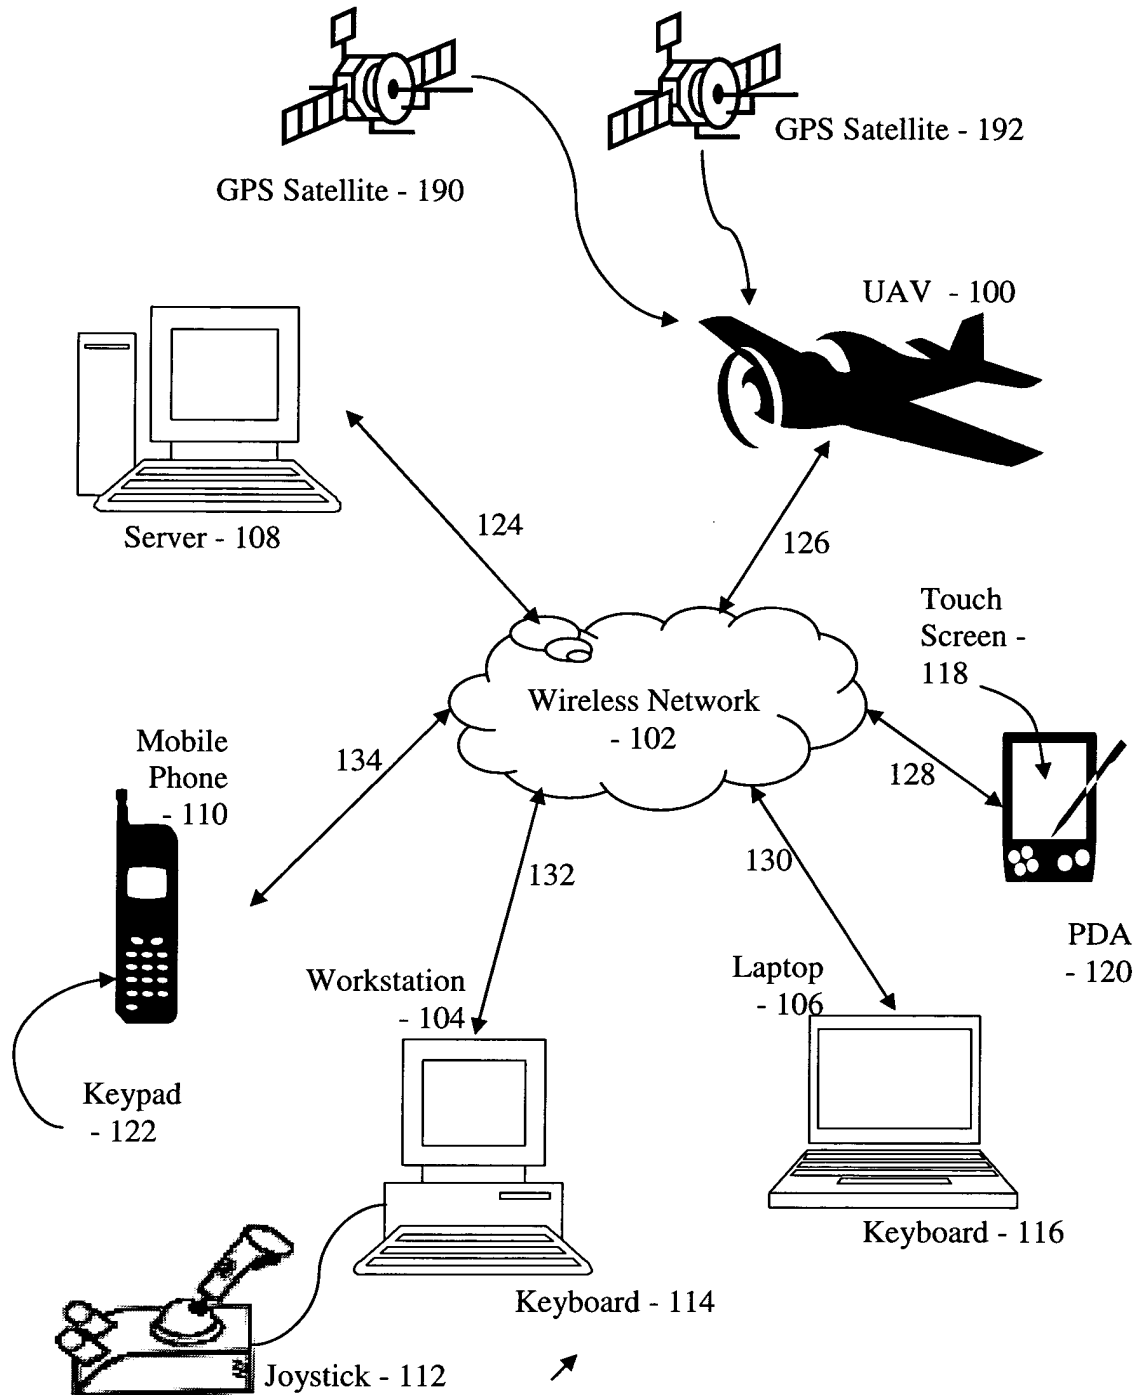 GPS Satellite - 192
GPS Satellite - 190
UAV - 100
Server - 108
124
126
Touch
Screen -
118
Wireless Network
- 102
Mobile
Phone
- 110
134
128
132
130
PDA
- 120
Workstation
- 104
Laptop
- 106
Keypad
- 122
Keyboard - 116
Keyboard - 114
Joystick - 112